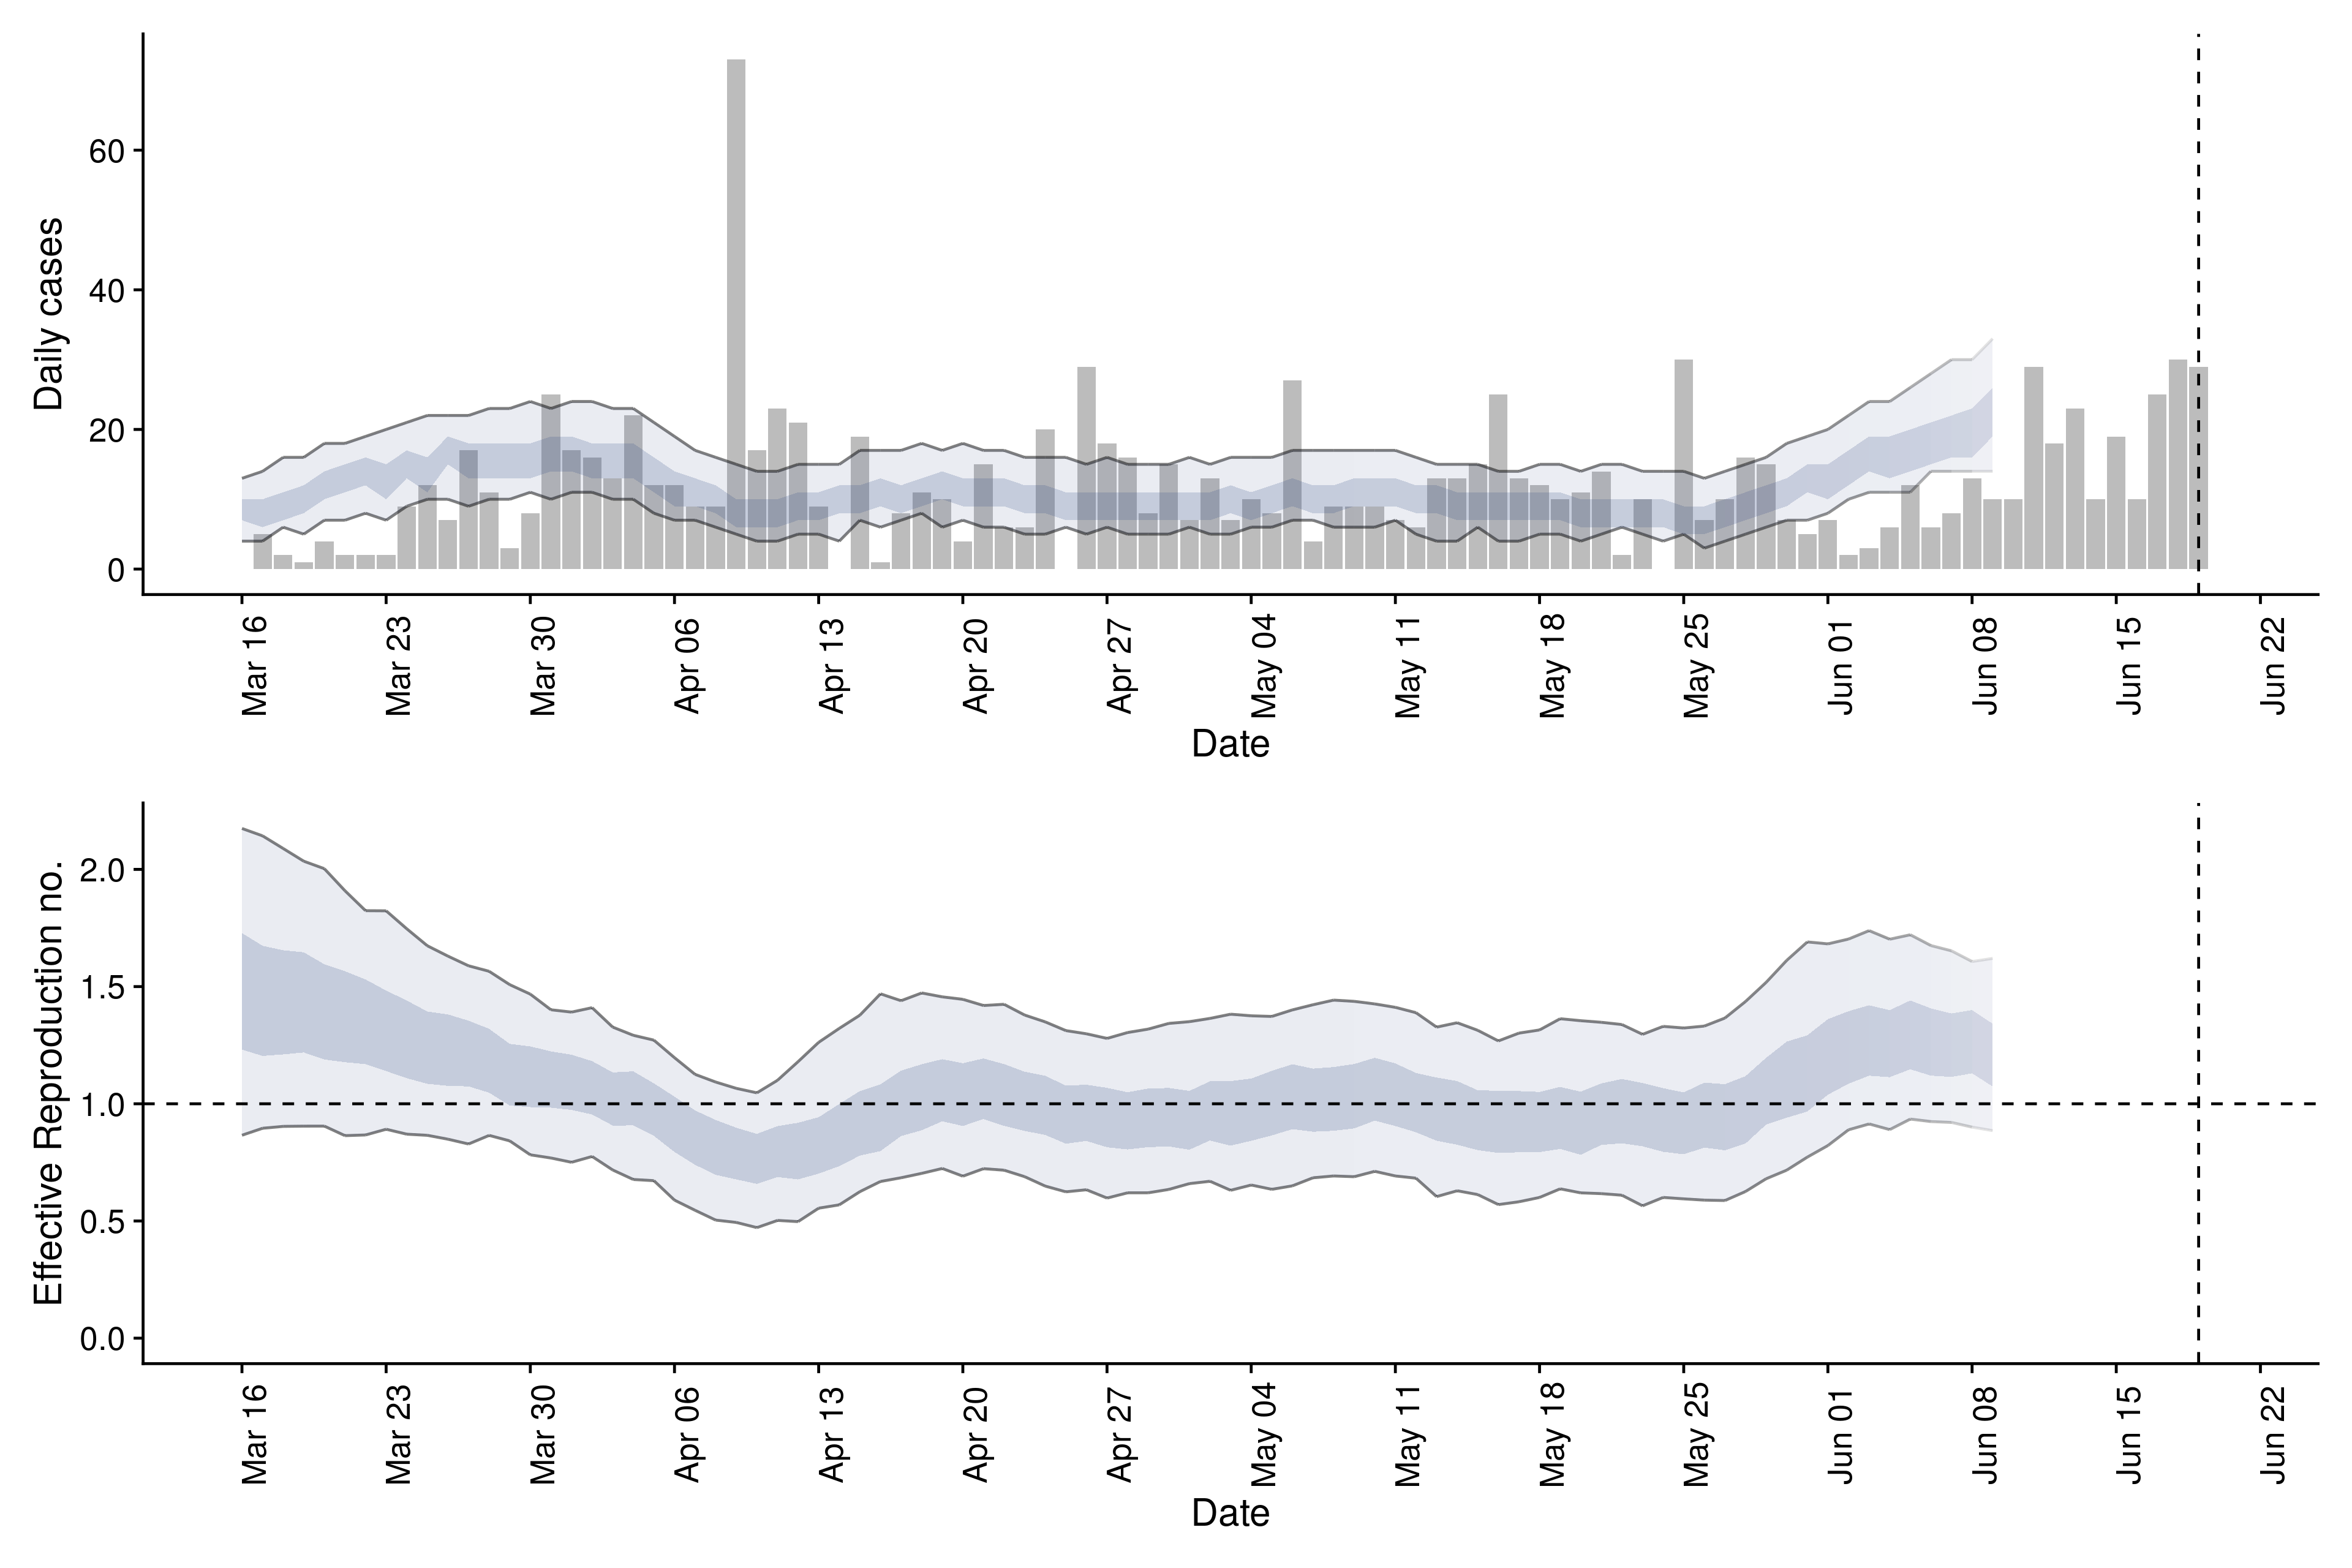 Daily cases
60
40
20
0
Mar 16
Mar 23
Mar 30
Apr 06
Apr 13
Apr 20
Apr 27
May 04
May 11
May 18
May 25
Jun 01
Jun 08
Jun 15
Jun 22
Date
Effective Reproduction no.
2.0
1.5
1.0
0.5
0.0
Mar 16
Mar 23
Mar 30
Apr 06
Apr 13
Apr 20
Apr 27
May 04
May 11
May 18
May 25
Jun 01
Jun 08
Jun 15
Jun 22
Date